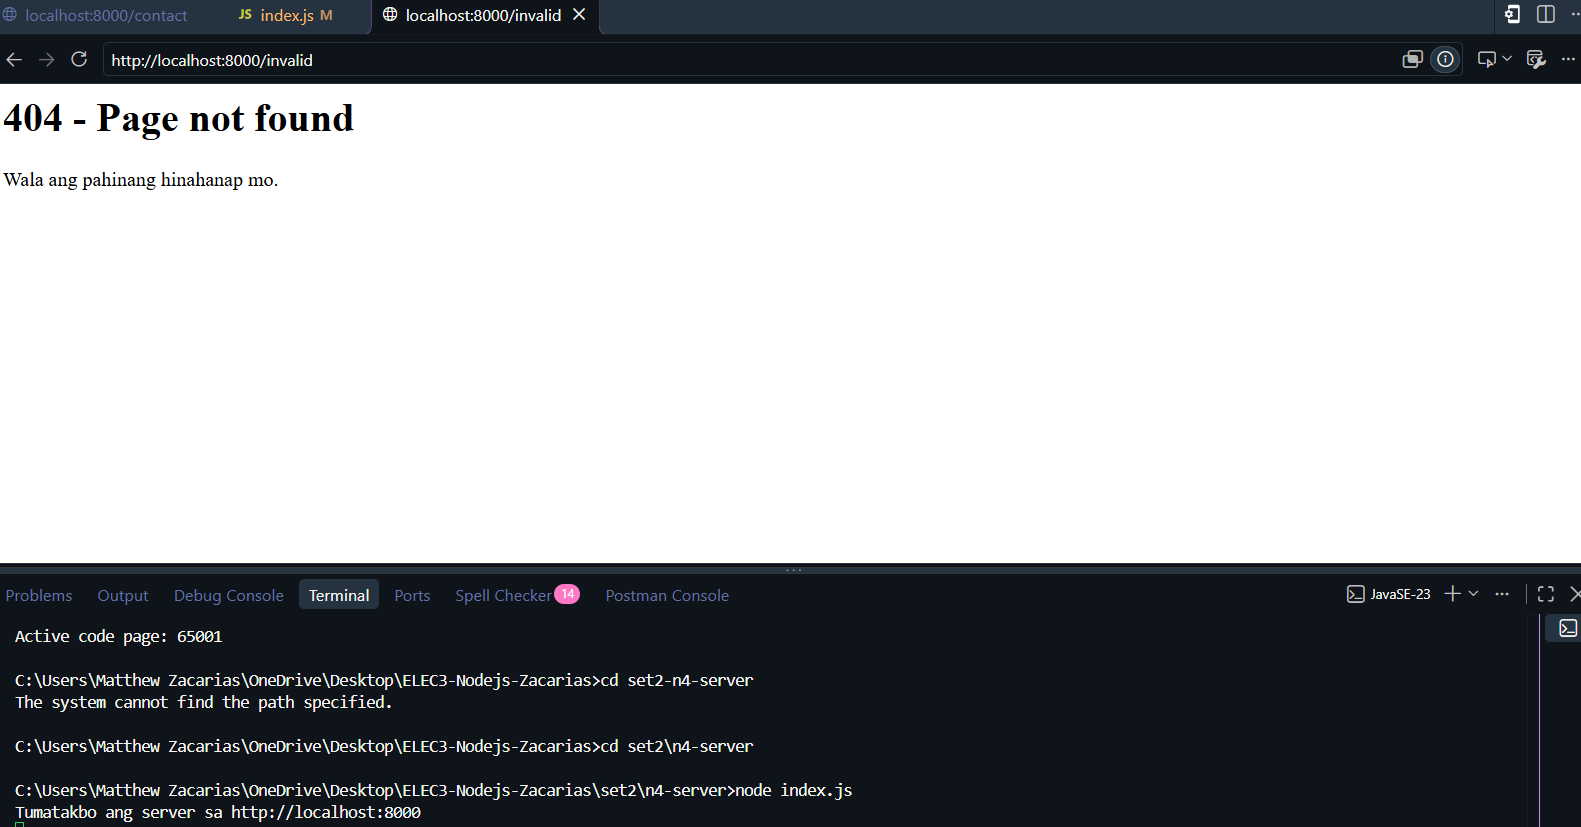 localhost:8000/contact JS index.js M localhost:8000/invalid
http://localhost:8000/invalid
404 - Page not found
Wala ang pahinang hinahanap mo.
Problems Output Debug Console Terminal Ports Spell Checker 14 Postman Console JavaSE-23
Active code page: 65001
C:\Users\Matthew Zacarias\OneDrive\Desktop\ELEC3-Nodejs-Zacarias>cd set2-n4-server
The system cannot find the path specified.
C:\Users\Matthew Zacarias\OneDrive\Desktop\ELEC3-Nodejs-Zacarias>cd set2\n4-server
C:\Users\Matthew Zacarias\OneDrive\Desktop\ELEC3-Nodejs-Zacarias\set2\n4-server>node index.js
Tumatakbo ang server sa http://localhost:8000